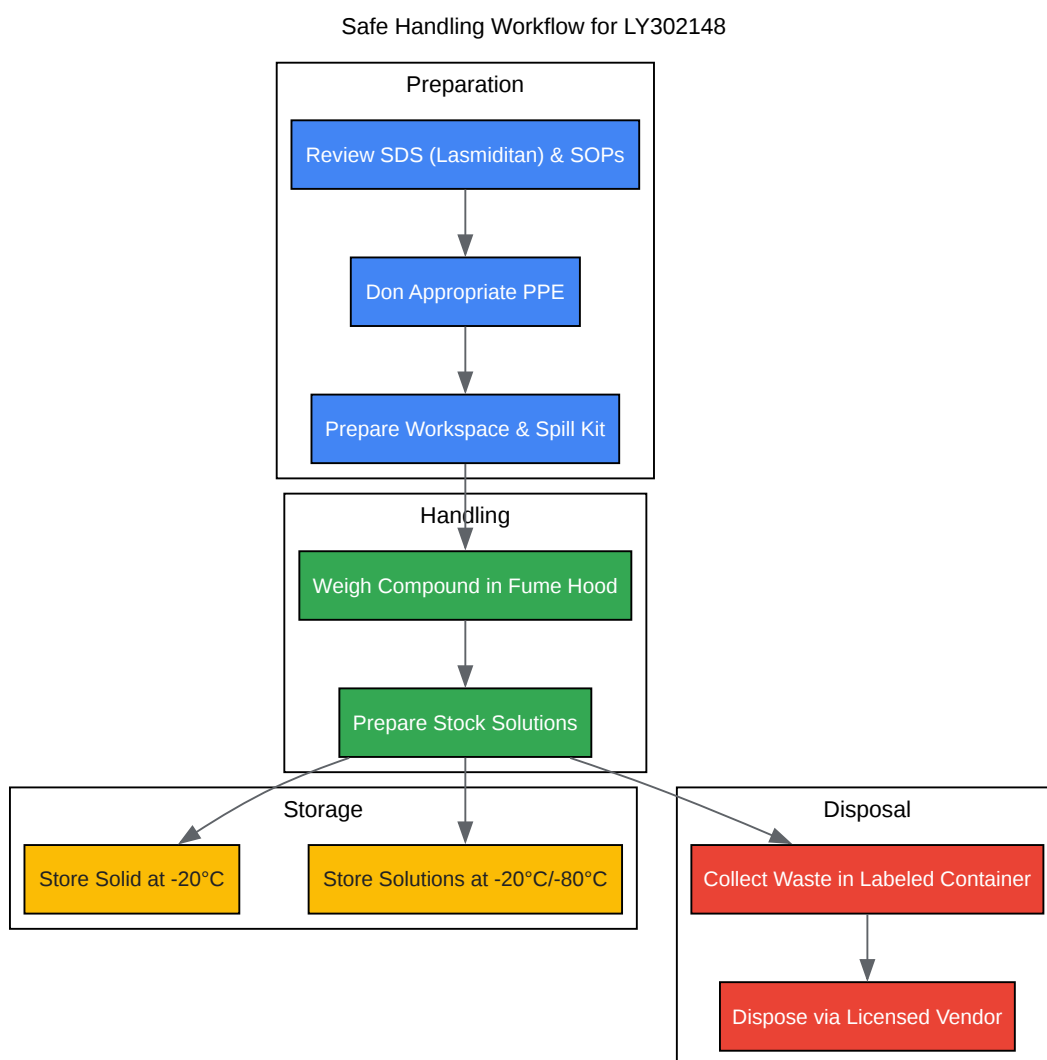 Safe Handling Workflow for LY302148
Preparation
Review SDS (Lasmiditan) & SOPs
Don Appropriate PPE
Prepare Workspace & Spill Kit
Handling
Weigh Compound in Fume Hood
Prepare Stock Solutions
Storage
Store Solid at -20°C
Store Solutions at -20°C/-80°C
Disposal
Collect Waste in Labeled Container
Dispose via Licensed Vendor